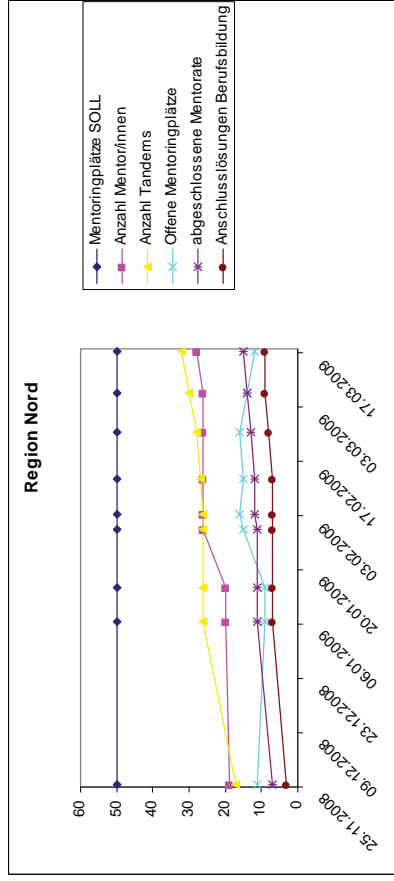 Region Nord
60
50
40
30
20
10
0
25.11.2008
09.12.2008
23.12.2008
06.01.2009
20.01.2009
03.02.2009
17.02.2009
03.03.2009
17.03.2009
Mentoringplätze SOLL
Anzahl Mentor/innen
Anzahl Tandems
Offene Mentoringplätze
abgeschlossene Mentorate
Anschlusslösungen Berufsbildung